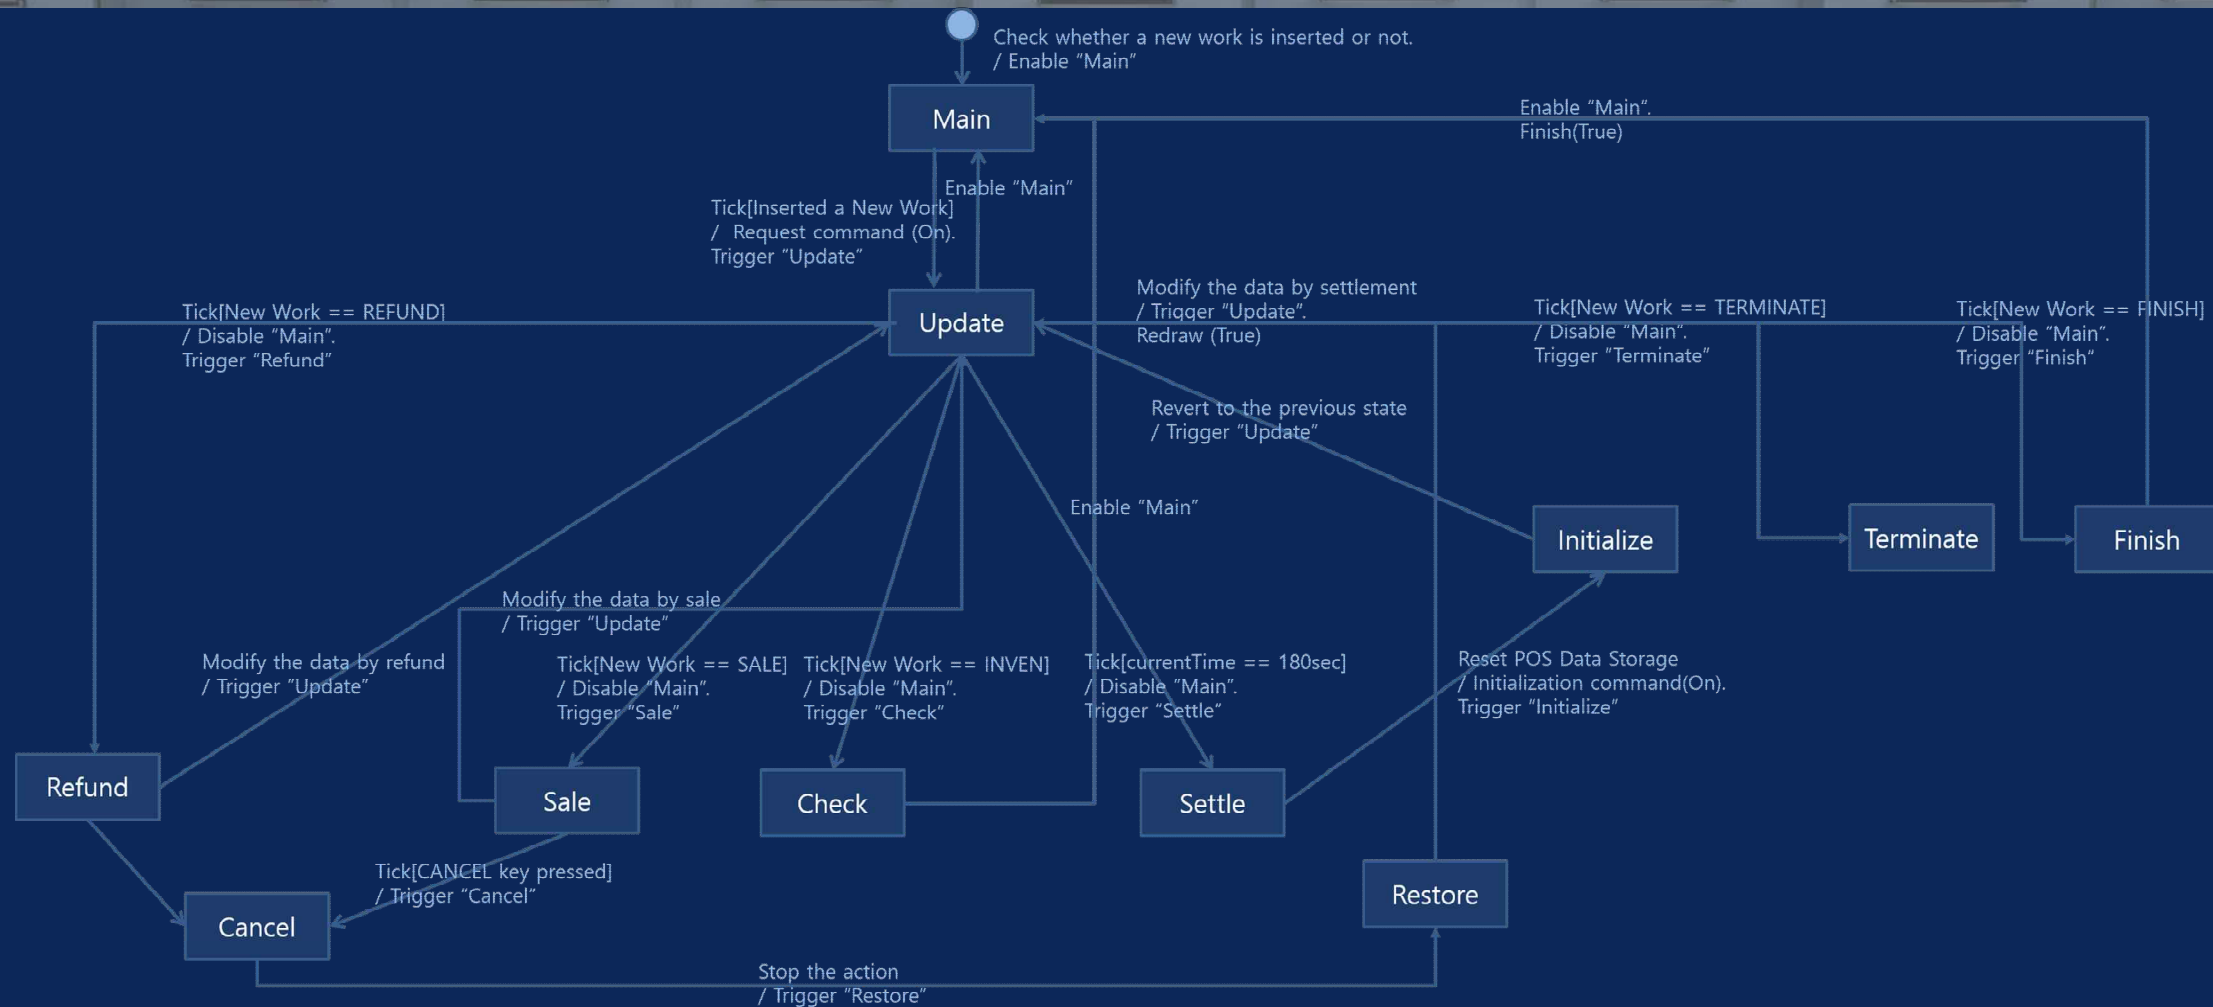 Check whether a new work is inserted or not.
/ Enable “Main”
Main
Enable “Main“.
Finish(True)
Enable “Main”
Tick[Inserted a New Work]
/  Request command (On).
Trigger “Update”
Modify the data by settlement
/ Trigger “Update”.
Redraw (True)
Tick[New Work == TERMINATE]
/ Disable “Main“.
Trigger “Terminate”
Tick[New Work == FINISH]
/ Disable “Main”.
Trigger “Finish“
Tick[New Work == REFUND]
/ Disable “Main”.
Trigger “Refund”
Update
Revert to the previous state
/ Trigger “Update”
Enable “Main”
Initialize
Terminate
Finish
Modify the data by sale
/ Trigger “Update”
Modify the data by refund
/ Trigger “Update”
Tick[New Work == SALE]
/ Disable “Main”.
Trigger “Sale”
Tick[New Work == INVEN]
/ Disable “Main”.
Trigger “Check”
Tick[currentTime == 180sec]
/ Disable “Main”.
Trigger “Settle“
Reset POS Data Storage
/ Initialization command(On).
Trigger “Initialize”
Refund
Sale
Check
Settle
Tick[CANCEL key pressed]
/ Trigger “Cancel”
Restore
Cancel
Stop the action
/ Trigger “Restore”